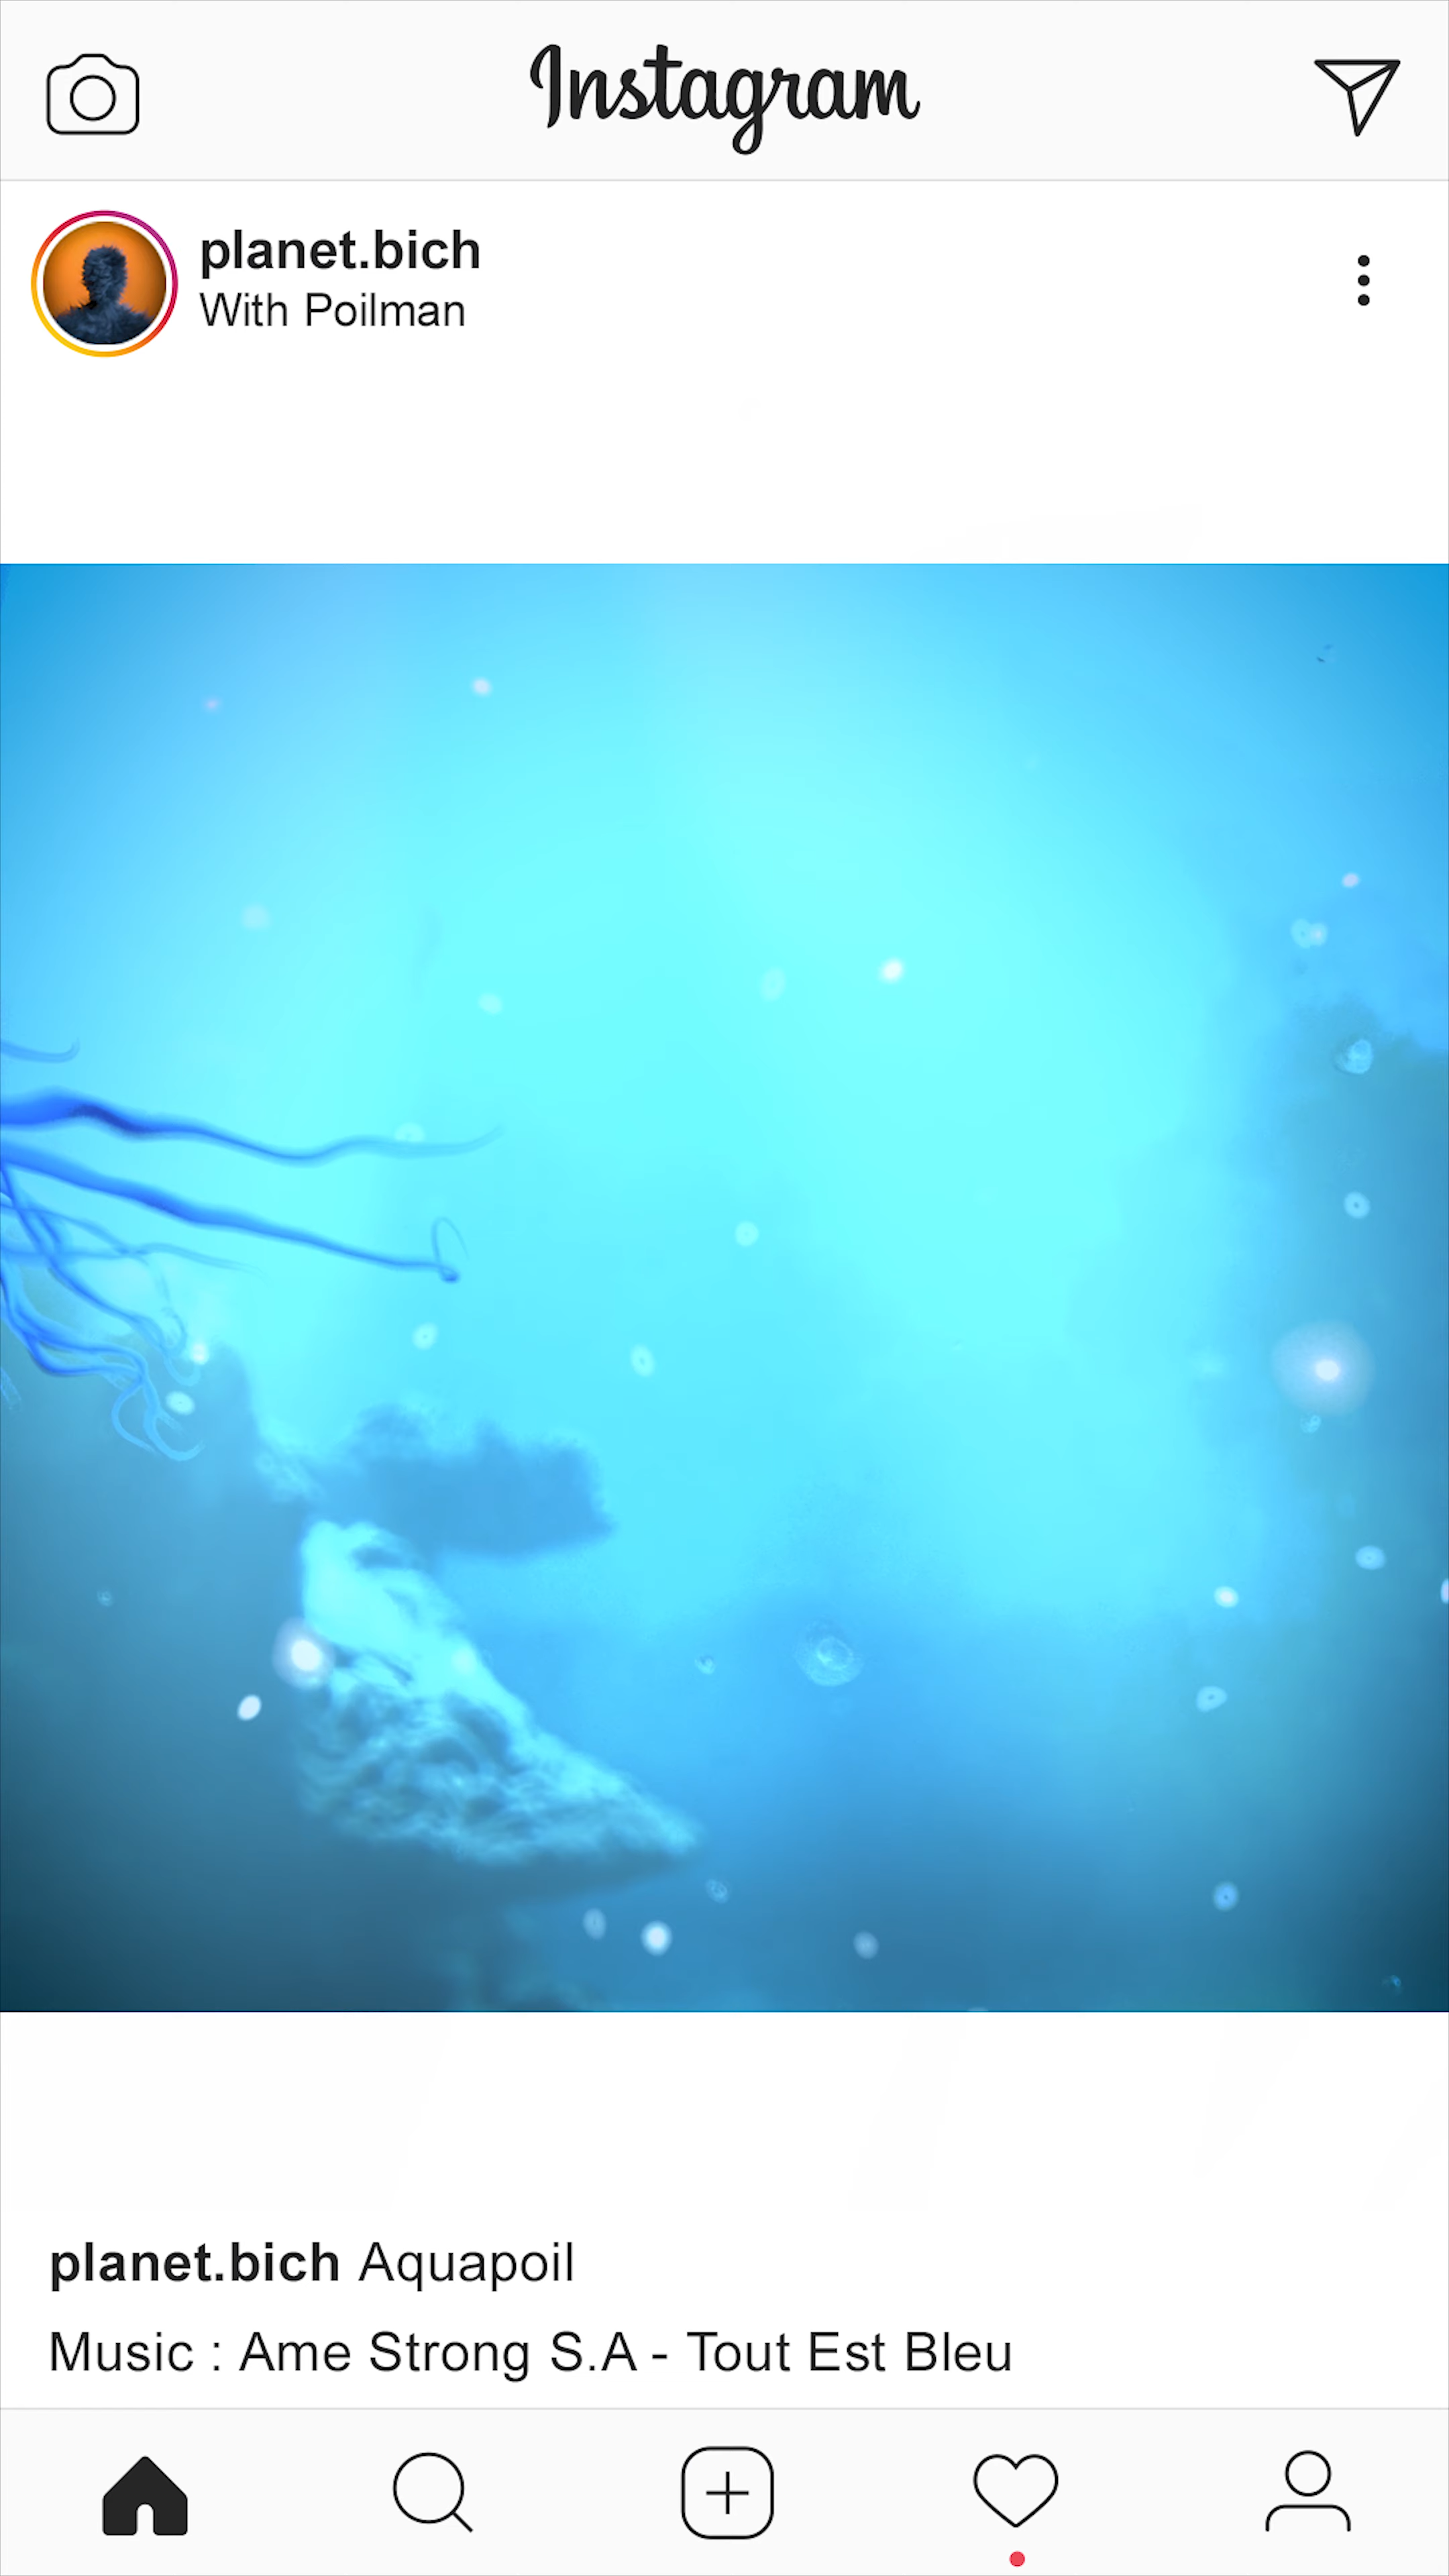 Instagram
planet.bich
With Poilman
planet.bich Aquapoil
Music : Ame Strong S.A - Tout Est Bleu